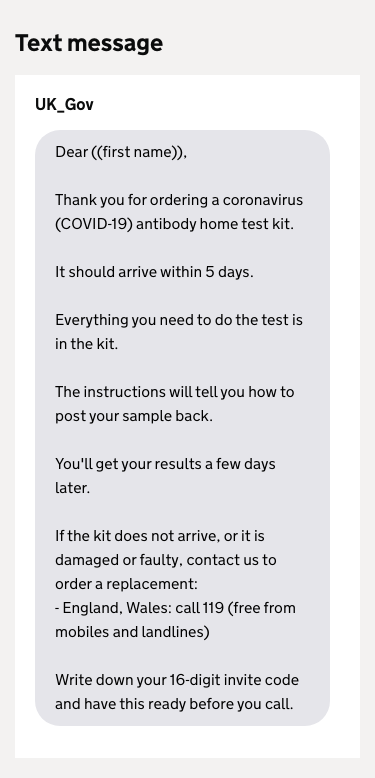 Text message
UK_Gov
Dear ((first name)),
Thank you for ordering a coronavirus
(COVID-19) antibody home test kit.
It should arrive within 5 days.
Everything you need to do the test is
in the kit.
The instructions will tell you how to
post your sample back.
You'll get your results a few days
later.
If the kit does not arrive, or it is
damaged or faulty, contact us to
order a replacement:
- England, Wales: call 119 (free from
mobiles and landlines)
Write down your 16-digit invite code
and have this ready before you call.